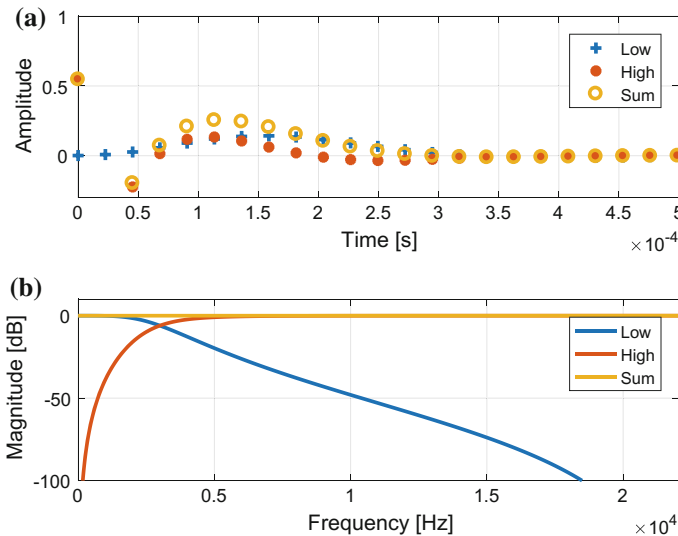 (a)
1
0.5
0
Amplitude
Low
High
Sum
0 0.5 1 1.5 2 2.5 3 3.5 4 4.5 5
Time [s]
×10⁻⁴
(b)
0
-50
-100
Magnitude [dB]
Low
High
Sum
0 0.5 1 1.5 2
Frequency [Hz]
×10⁴